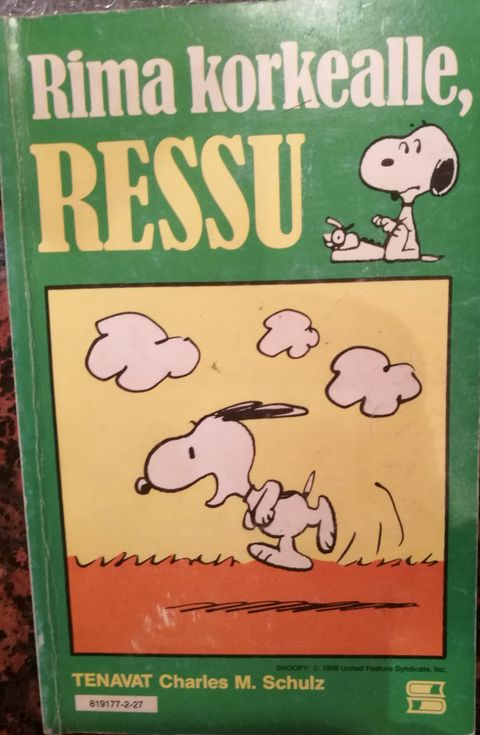 Rima korkealle,
RESSU
SNOOPY: © 1958 United Feature Syndicate, Inc.
TENAVAT Charles M. Schulz
819177-2-27